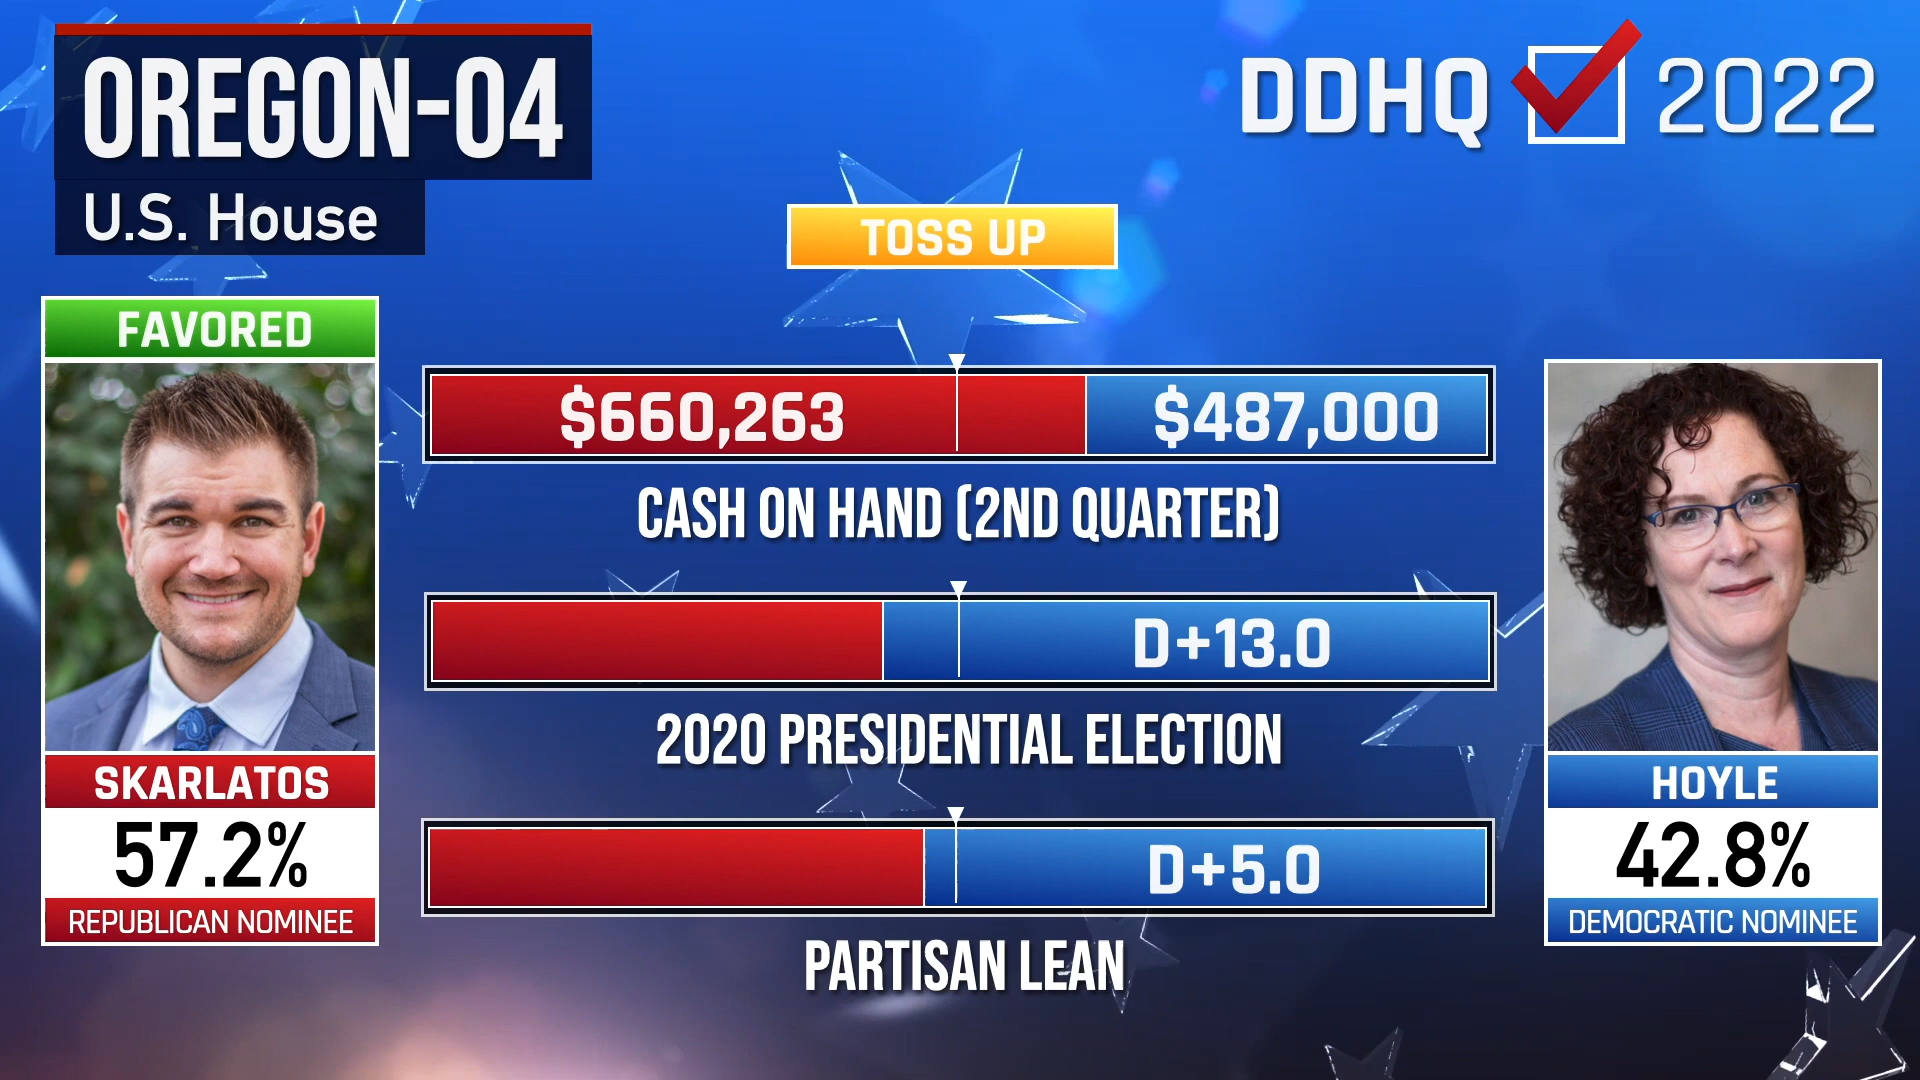 OREGON-04
U.S. House
DDHQ 2022
TOSS UP
FAVORED
SKARLATOS
57.2%
REPUBLICAN NOMINEE
$660,263 $487,000
CASH ON HAND (2ND QUARTER)
D+13.0
2020 PRESIDENTIAL ELECTION
D+5.0
PARTISAN LEAN
HOYLE
42.8%
DEMOCRATIC NOMINEE